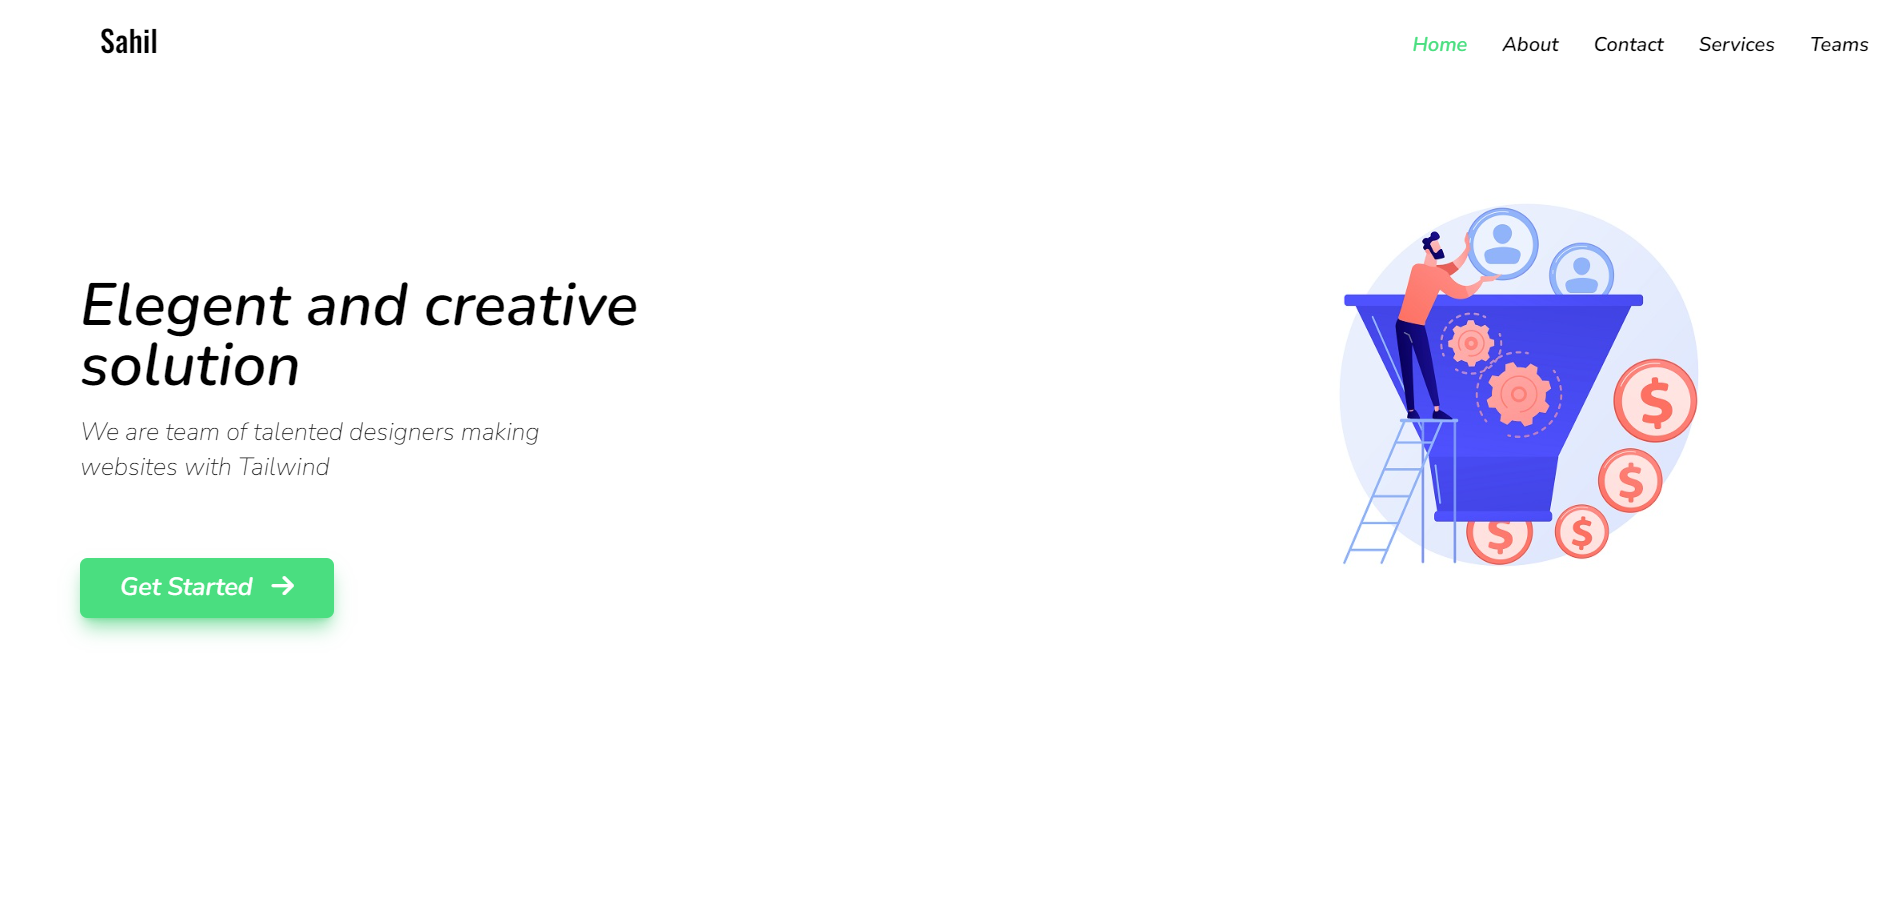 Sahil
Home About Contact Services Teams
Elegent and creative
solution
We are team of talented designers making
websites with Tailwind
Get Started
$
$
$
$